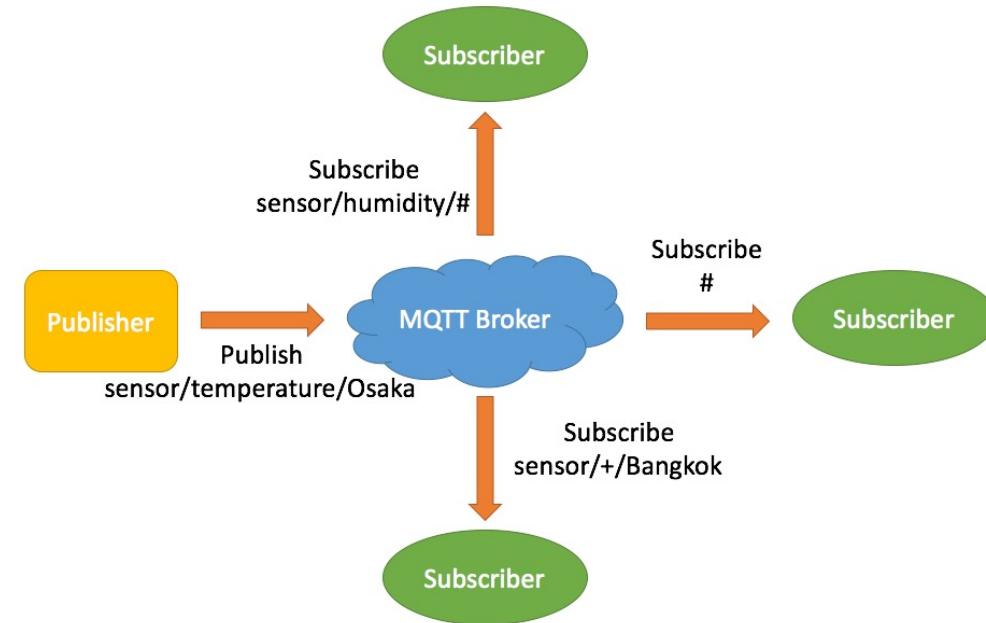 Subscriber
Subscribe
sensor/humidity/#
Subscribe
#
Publisher
MQTT Broker
Subscriber
Publish
sensor/temperature/Osaka
Subscribe
sensor/+/Bangkok
Subscriber